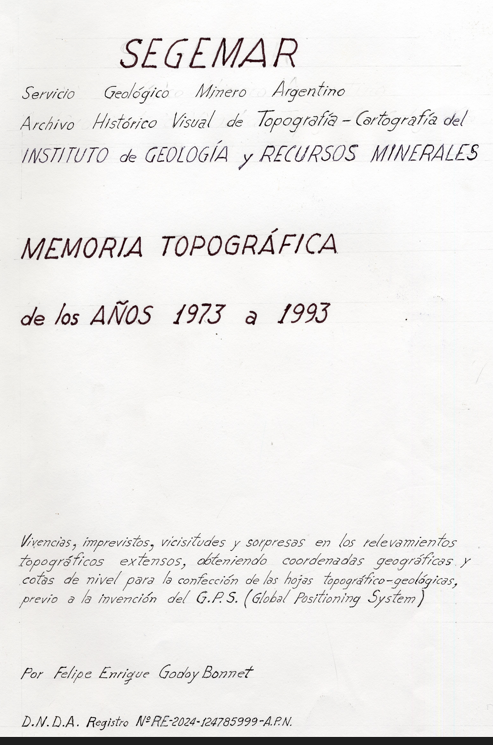 SEGEMAR
Servicio Geológico Minero Argentino
Archivo Histórico Visual de Topografía - Cartografía del
INSTITUTO de GEOLOGÍA y RECURSOS MINERALES
MEMORIA TOPOGRÁFICA
de los AÑOS 1973 a 1993
Vivencias, imprevistos, vicisitudes y sorpresas en los relevamientos
topográficos extensos, obteniendo coordenadas geográficas y
cotas de nivel para la confección de las hojas topográfico-geológicas,
previo a la invención del G.P.S. (Global Positioning System)
Por Felipe Enrique Godoy Bonnet
D.N.D.A. Registro Nº RE-2024-124785999-A.P.N.